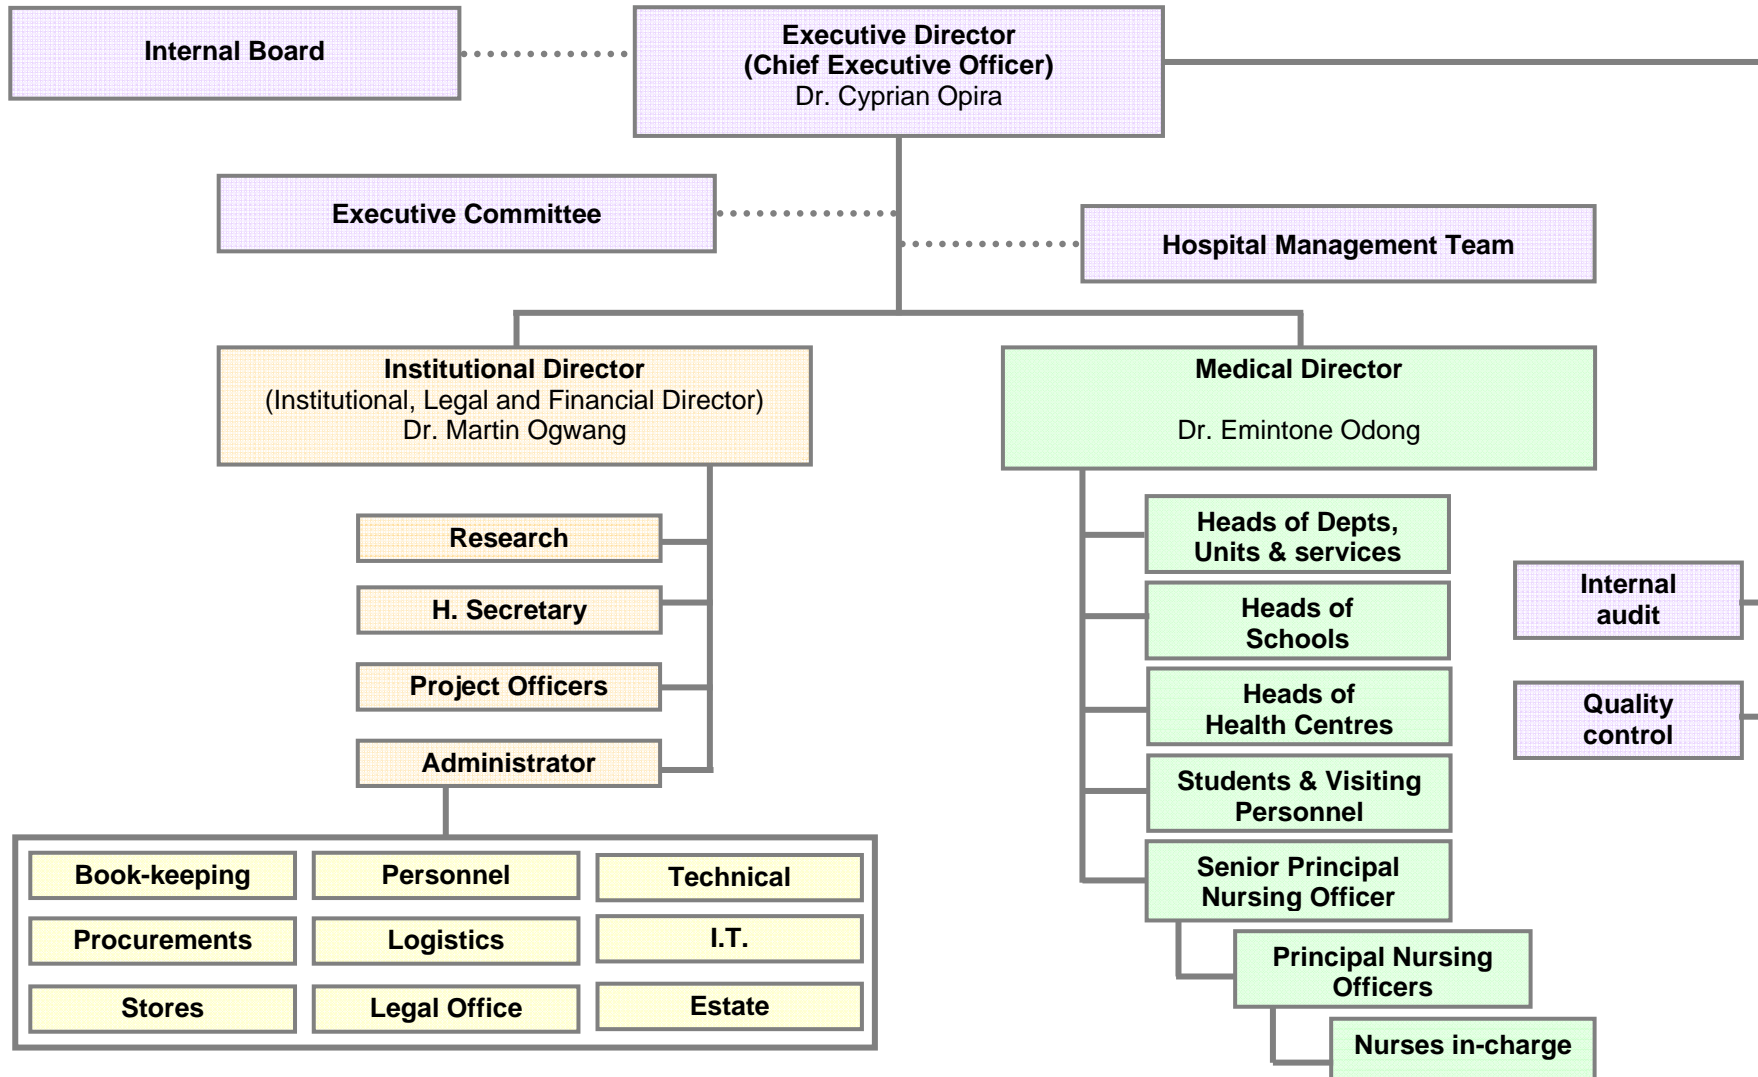 Internal Board
Executive Director
(Chief Executive Officer)
Dr. Cyprian Opira
Executive Committee
Hospital Management Team
Institutional Director
(Institutional, Legal and Financial Director)
Dr. Martin Ogwang
Medical Director
Dr. Emintone Odong
Research
H. Secretary
Project Officers
Administrator
Book-keeping
Personnel
Technical
Procurements
Logistics
I.T.
Stores
Legal Office
Estate
Heads of Depts,
Units & services
Heads of
Schools
Heads of
Health Centres
Students & Visiting
Personnel
Senior Principal
Nursing Officer
Principal Nursing
Officers
Nurses in-charge
Internal
audit
Quality
control